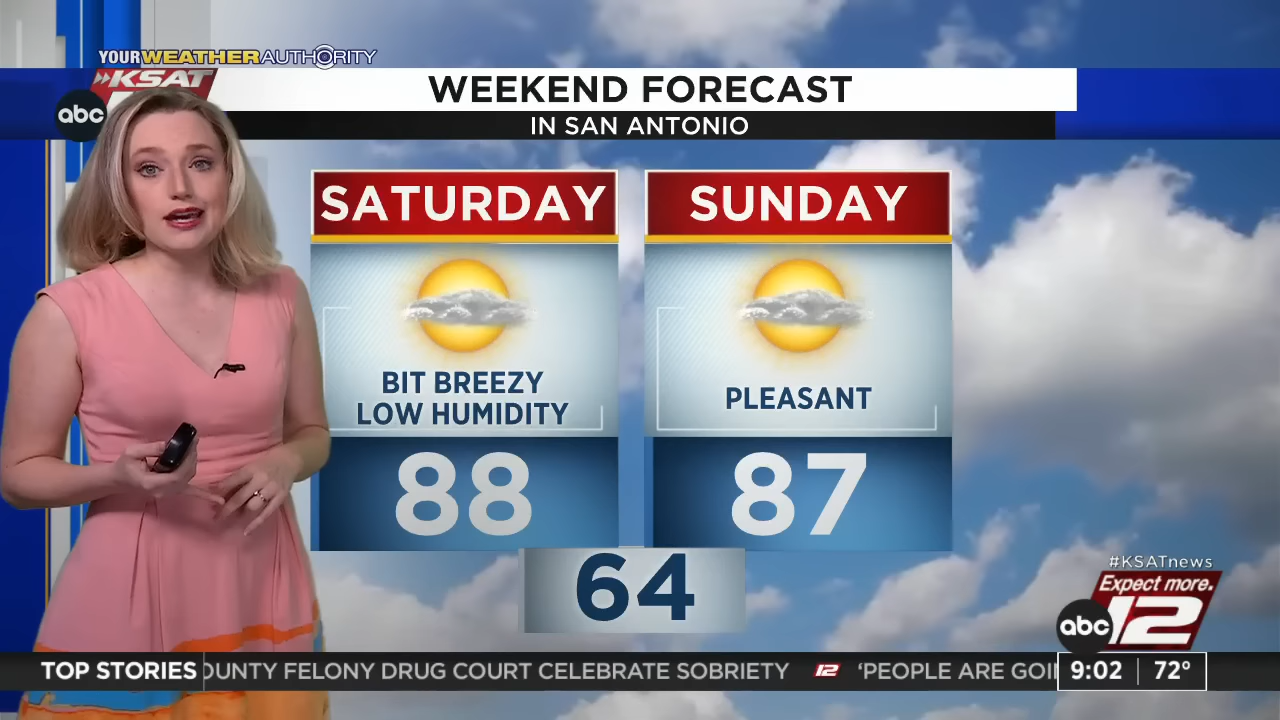 YOURWEATHERAUTHORITY
KSAT
abc
WEEKEND FORECAST
IN SAN ANTONIO
SATURDAY
SUNDAY
BIT BREEZY
LOW HUMIDITY
PLEASANT
88
87
64
#KSATnews
Expect more.
abc 12
TOP STORIES OUNTY FELONY DRUG COURT CELEBRATE SOBRIETY 12 ‘PEOPLE ARE GOI 9:02 72°